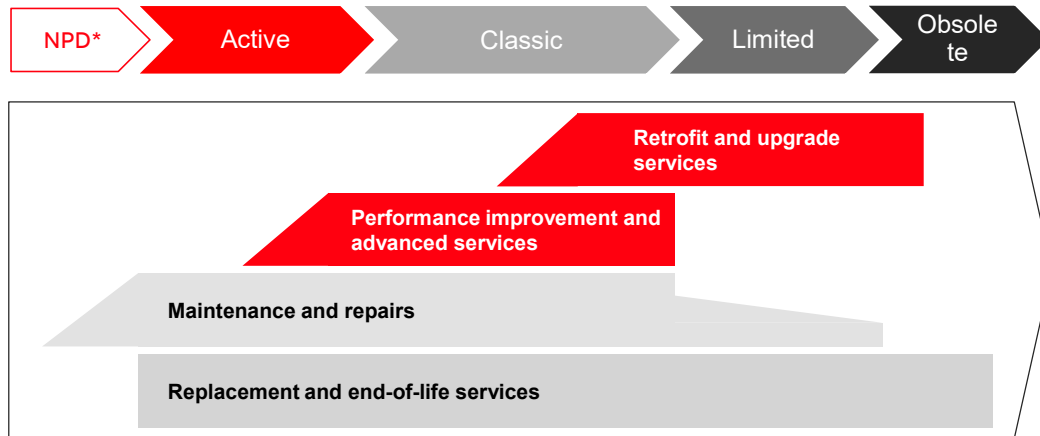 NPD*
Active
Classic
Limited
Obsole
te
Retrofit and upgrade
services
Performance improvement and
advanced services
Maintenance and repairs
Replacement and end-of-life services